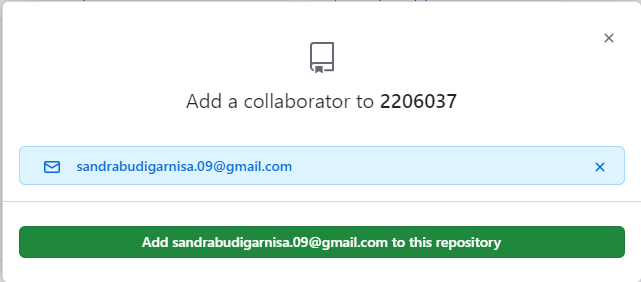 Add a collaborator to 2206037
sandrabudigarnisa.09@gmail.com
Add sandrabudigarnisa.09@gmail.com to this repository